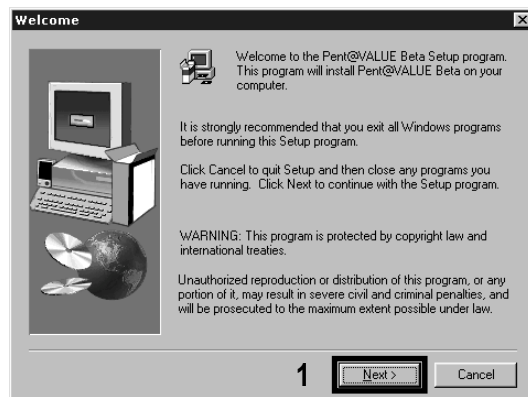 Welcome
Welcome to the Pent@VALUE Beta Setup program.
This program will install Pent@VALUE Beta on your
computer.
It is strongly recommended that you exit all Windows programs
before running this Setup program.
Click Cancel to quit Setup and then close any programs you
have running. Click Next to continue with the Setup program.
WARNING: This program is protected by copyright law and
international treaties.
Unauthorized reproduction or distribution of this program, or any
portion of it, may result in severe civil and criminal penalties, and
will be prosecuted to the maximum extent possible under law.
1 Next > Cancel